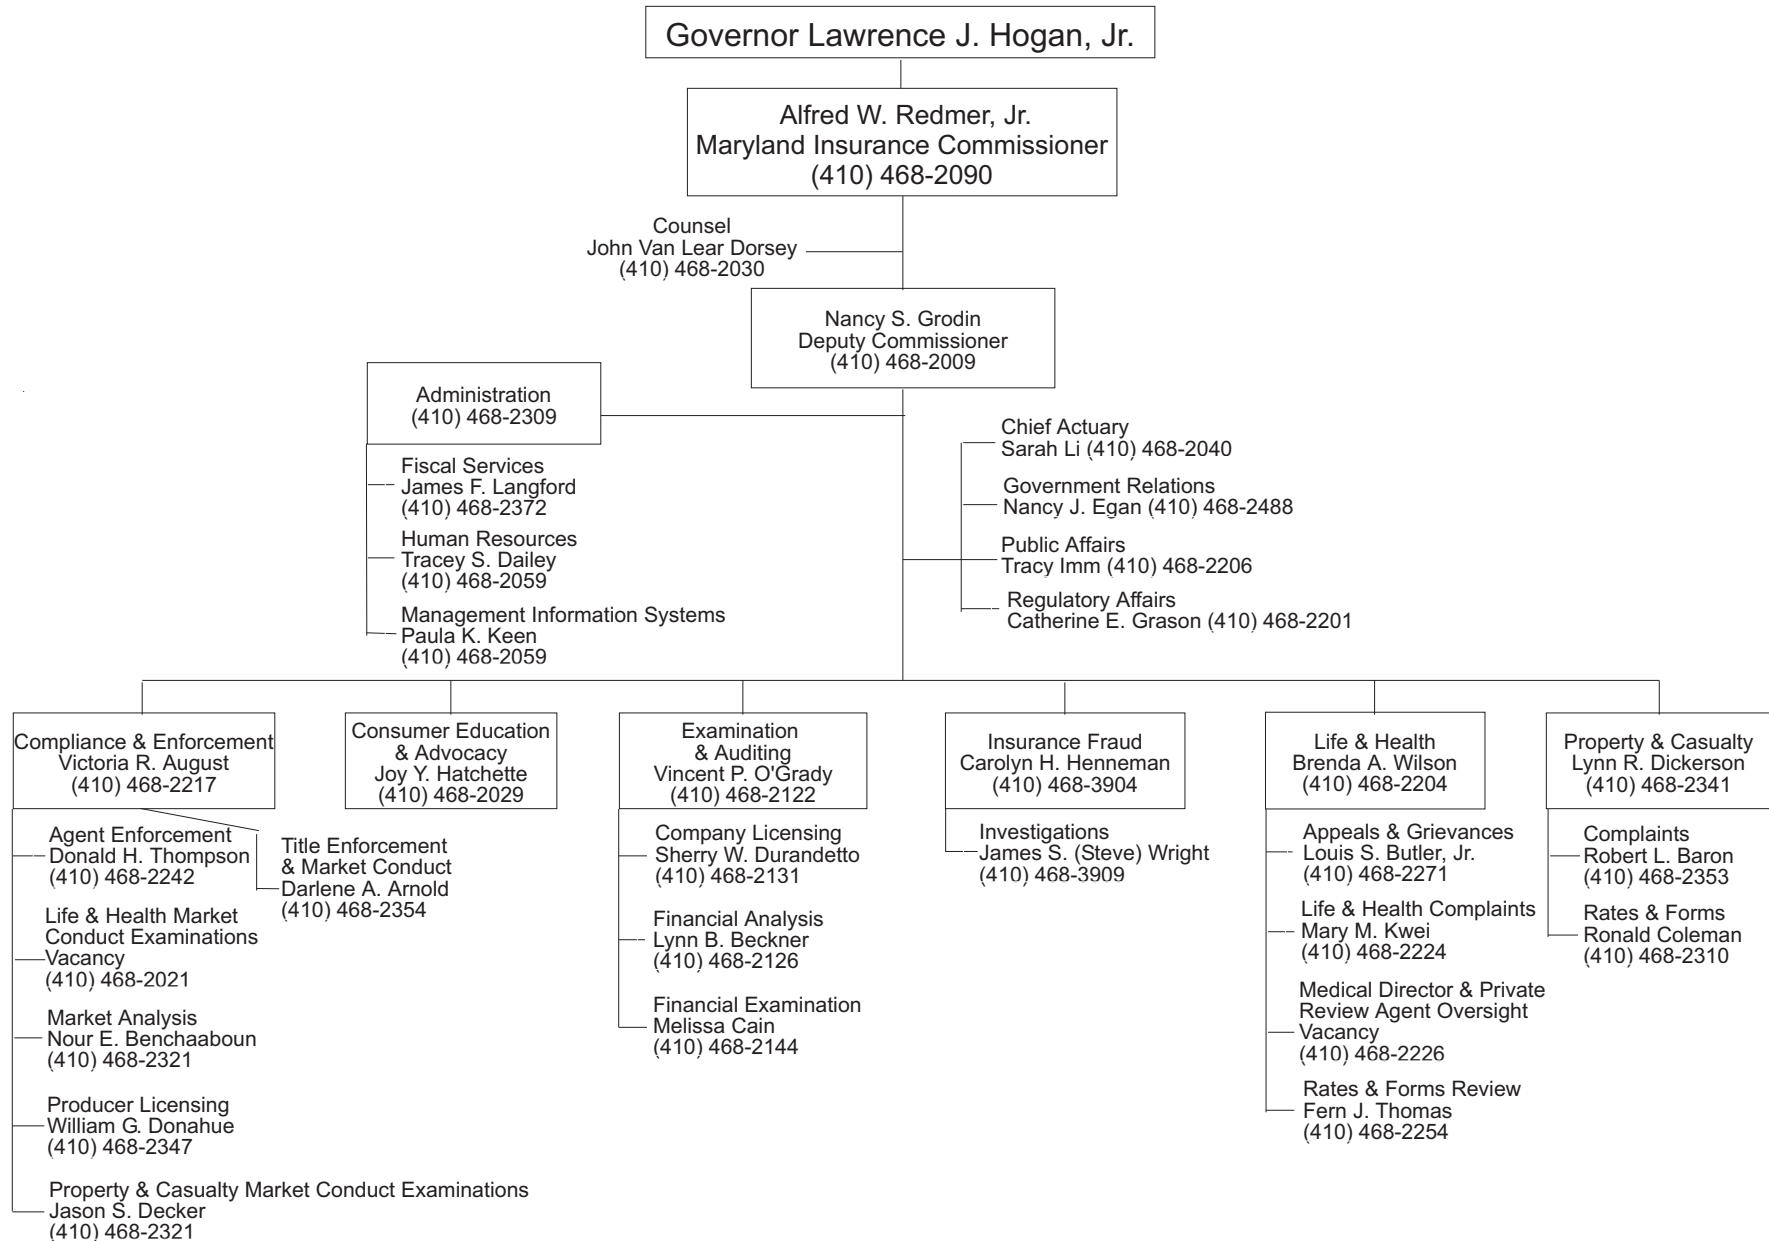 Governor Lawrence J. Hogan, Jr.
Alfred W. Redmer, Jr.
Maryland Insurance Commissioner
(410) 468-2090
Counsel
John Van Lear Dorsey
(410) 468-2030
Nancy S. Grodin
Deputy Commissioner
(410) 468-2009
Administration
(410) 468-2309
Fiscal Services
James F. Langford
(410) 468-2372
Human Resources
Tracey S. Dailey
(410) 468-2059
Management Information Systems
Paula K. Keen
(410) 468-2059
Chief Actuary
Sarah Li (410) 468-2040
Government Relations
Nancy J. Egan (410) 468-2488
Public Affairs
Tracy Imm (410) 468-2206
Regulatory Affairs
Catherine E. Grason (410) 468-2201
Compliance & Enforcement
Victoria R. August
(410) 468-2217
Agent Enforcement
Donald H. Thompson
(410) 468-2242
Life & Health Market
Conduct Examinations
Vacancy
(410) 468-2021
Market Analysis
Nour E. Benchaaboun
(410) 468-2321
Producer Licensing
William G. Donahue
(410) 468-2347
Property & Casualty Market Conduct Examinations
Jason S. Decker
(410) 468-2321
Title Enforcement
& Market Conduct
Darlene A. Arnold
(410) 468-2354
Consumer Education
& Advocacy
Joy Y. Hatchette
(410) 468-2029
Examination
& Auditing
Vincent P. O'Grady
(410) 468-2122
Company Licensing
Sherry W. Durandetto
(410) 468-2131
Financial Analysis
Lynn B. Beckner
(410) 468-2126
Financial Examination
Melissa Cain
(410) 468-2144
Insurance Fraud
Carolyn H. Henneman
(410) 468-3904
Investigations
James S. (Steve) Wright
(410) 468-3909
Life & Health
Brenda A. Wilson
(410) 468-2204
Appeals & Grievances
Louis S. Butler, Jr.
(410) 468-2271
Life & Health Complaints
Mary M. Kwei
(410) 468-2224
Medical Director & Private
Review Agent Oversight
Vacancy
(410) 468-2226
Rates & Forms Review
Fern J. Thomas
(410) 468-2254
Property & Casualty
Lynn R. Dickerson
(410) 468-2341
Complaints
Robert L. Baron
(410) 468-2353
Rates & Forms
Ronald Coleman
(410) 468-2310